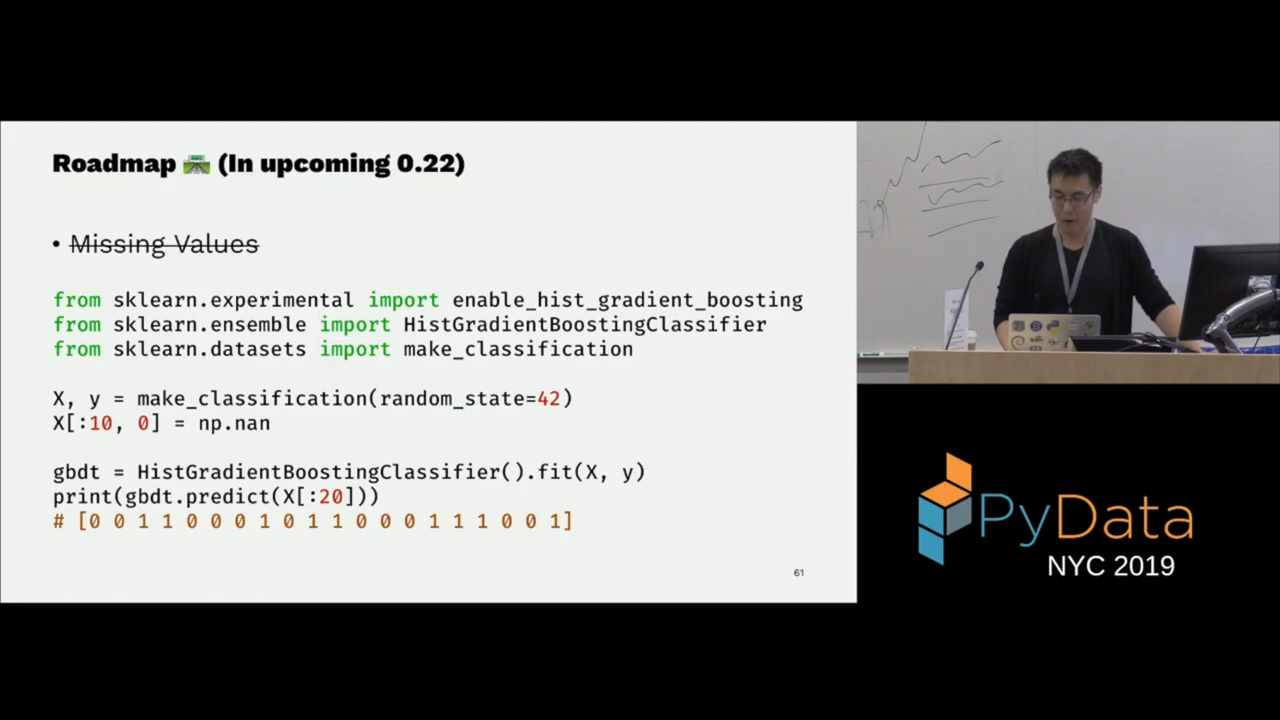 Roadmap 🛣️ (In upcoming 0.22)
• Missing Values
from sklearn.experimental import enable_hist_gradient_boosting
from sklearn.ensemble import HistGradientBoostingClassifier
from sklearn.datasets import make_classification
X, y = make_classification(random_state=42)
X[:10, 0] = np.nan
gbdt = HistGradientBoostingClassifier().fit(X, y)
print(gbdt.predict(X[:20]))
# [0 0 1 1 0 0 0 1 0 1 1 0 0 0 1 1 1 0 0 1]
61
PyData
NYC 2019